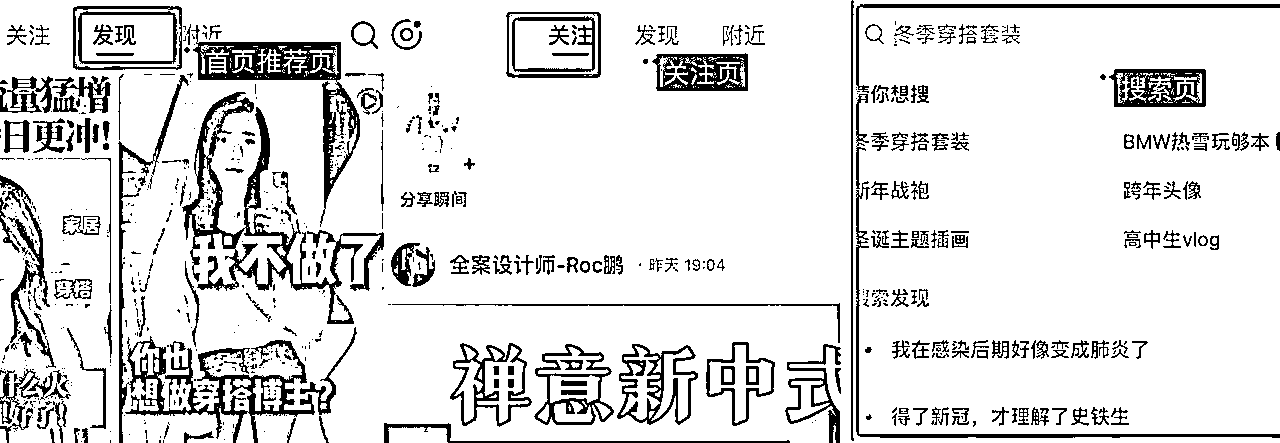 关注
发现
附近
首页推荐页
流量猛增
日更冲!
家居
穿搭
什么火
好了!
我不做了
你也
想做穿搭博主?
关注
发现
附近
关注页
分享瞬间
全案设计师-Roc鹏 · 昨天 19:04
禅意新中式
冬季穿搭套装
搜索页
猜你想搜
冬季穿搭套装
BMW热雪玩够本
新年战袍
跨年头像
圣诞主题插画
高中生vlog
搜索发现
• 我在感染后期好像变成肺炎了
• 得了新冠，才理解了史铁生